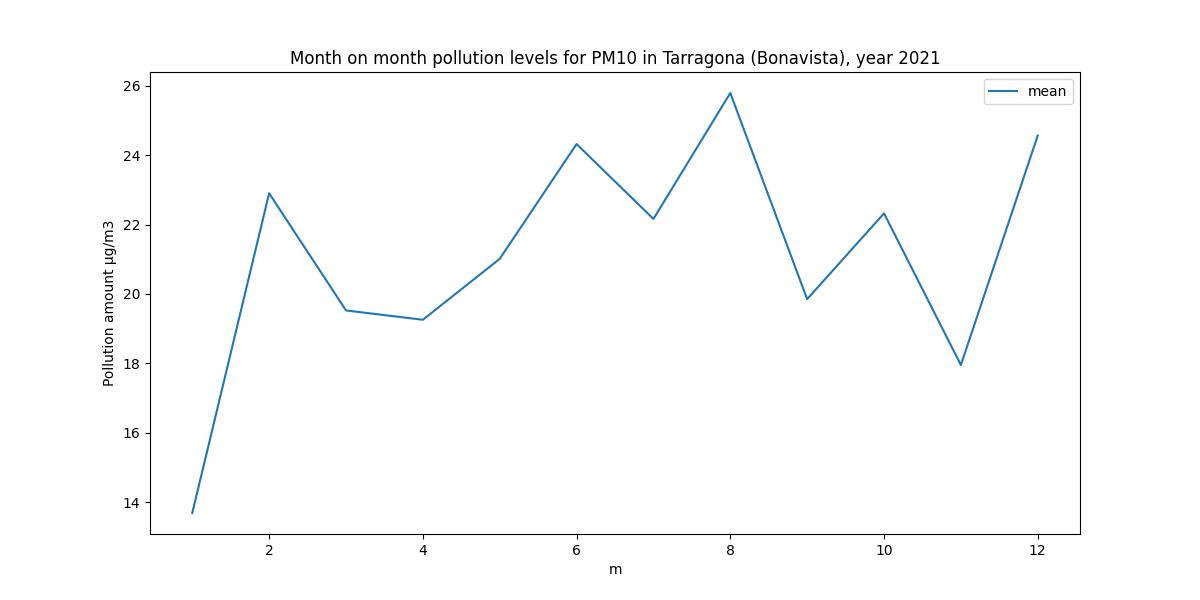 Month on month pollution levels for PM10 in Tarragona (Bonavista), year 2021
mean
Pollution amount µg/m3
26
24
22
20
18
16
14
2 4 6 8 10 12
m